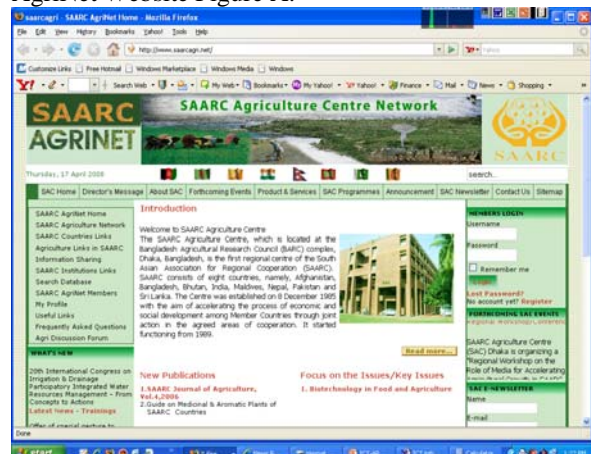 AgriNet Website Figure A.
saarcagri - SAARC AgriNet Home - Mozilla Firefox
File Edit View History Bookmarks Yahoo! Tools Help
http://www.saarcagri.net/
Customize Links Free Hotmail Windows Marketplace Windows Media Windows
Search Web My Web Bookmarks My Yahoo! Yahoo! Finance Mail News Shopping
SAARC
AGRINET
SAARC Agriculture Centre Network
SAARC
Thursday, 17 April 2008
search...
SAC Home Director's Message About SAC Forthcoming Events Product & Services SAC Programmes Announcement SAC Newsletter Contact Us Sitemap
SAARC AgriNet Home
SAARC Agriculture Network
SAARC Countries Links
Agriculture Links in SAARC
Information Sharing
SAARC Institutions Links
Search Database
SAARC AgriNet Members
My Profile
Useful Links
Frequently Asked Questions
Agri Discussion Forum
WHAT'S NEW
20th International Congress on
Irrigation & Drainage
Participatory Integrated Water
Resources Management - From
Concepts to Actions
Latest News - Trainings
Introduction
Welcome to SAARC Agriculture Centre
The SAARC Agriculture Centre, which is located at the
Bangladesh Agricultural Research Council (BARC) complex,
Dhaka, Bangladesh, is the first regional centre of the South
Asian Association for Regional Cooperation (SAARC).
SAARC consists of eight countries, namely, Afghanistan,
Bangladesh, Bhutan, India, Maldives, Nepal, Pakistan and
Sri Lanka. The Centre was established on 8 December 1985
with the aim of accelerating the process of economic and
social development among Member Countries through joint
action in the agreed areas of cooperation. It started
functioning from 1989.
Read more...
New Publications
1.SAARC Journal of Agriculture,
Vol.4,2006
2.Guide on Medicinal & Aromatic Plants of
SAARC Countries
Focus on the Issues/Key Issues
1. Biotechnology in Food and Agriculture
MEMBERS LOGIN
Username
Password
Remember me
Login
Lost Password?
No account yet? Register
FORTHCOMING SAC EVENTS
SAARC Agriculture Centre
(SAC) Dhaka is organizing a
"Regional Workshop on the
Role of Media for Accelerating
SAC E-NEWSLETTER
Name
E-mail
Done
start